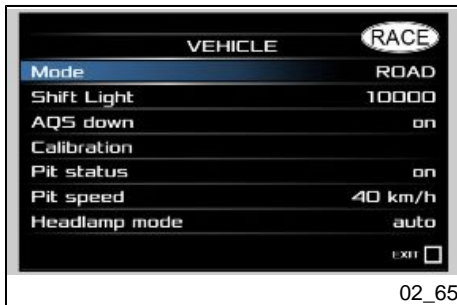 VEHICLE RACE
Mode ROAD
Shift Light 10000
AQS down on
Calibration
Pit status on
Pit speed 40 km/h
Headlamp mode auto
EXIT
02_65